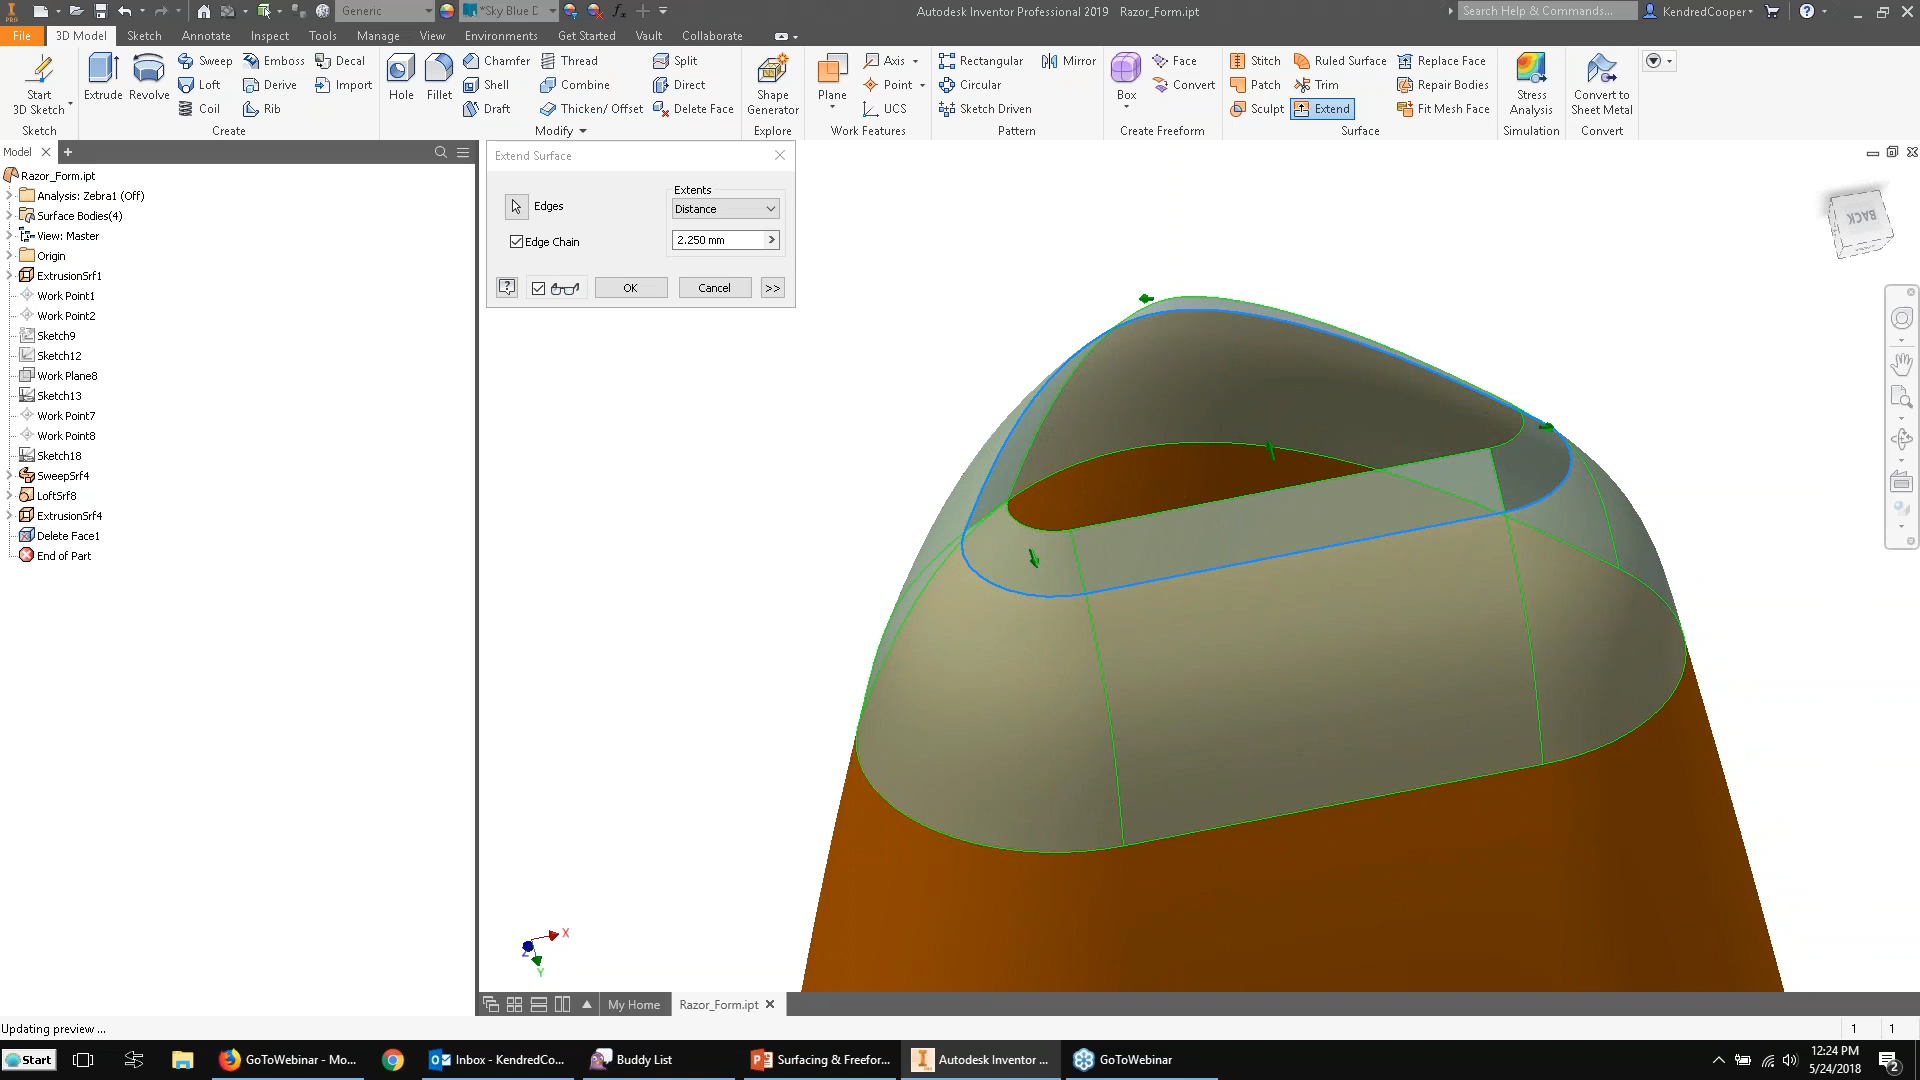 PRO Generic *Sky Blue D fx Autodesk Inventor Professional 2019 Razor_Form.ipt Search Help & Commands... KendredCooper
File 3D Model Sketch Annotate Inspect Tools Manage View Environments Get Started Vault Collaborate
Start 3D Sketch
Sketch
Extrude Revolve Sweep Loft Coil Emboss Derive Rib Decal Import
Create
Hole Fillet Chamfer Shell Draft Thread Combine Thicken/ Offset Split Direct Delete Face
Modify
Shape Generator
Explore
Plane Axis Point UCS
Work Features
Rectangular Circular Sketch Driven Mirror
Pattern
Box Face Convert
Create Freeform
Stitch Patch Sculpt Ruled Surface Trim Extend Replace Face Repair Bodies Fit Mesh Face
Surface
Stress Analysis
Simulation
Convert to Sheet Metal
Convert
Model
Razor_Form.ipt
Analysis: Zebra1 (Off)
Surface Bodies(4)
View: Master
Origin
ExtrusionSrf1
Work Point1
Work Point2
Sketch9
Sketch12
Work Plane8
Sketch13
Work Point7
Work Point8
Sketch18
SweepSrf4
LoftSrf8
ExtrusionSrf4
Delete Face1
End of Part
Extend Surface
Edges
Edge Chain
Extents
Distance
2.250 mm
OK Cancel >>
BACK
X
Y
Z
My Home Razor_Form.ipt
Updating preview ... 1 1
Start GoToWebinar - Mo... Inbox - KendredCo... Buddy List Surfacing & Freefor... Autodesk Inventor ... GoToWebinar 12:24 PM
5/24/2018 2